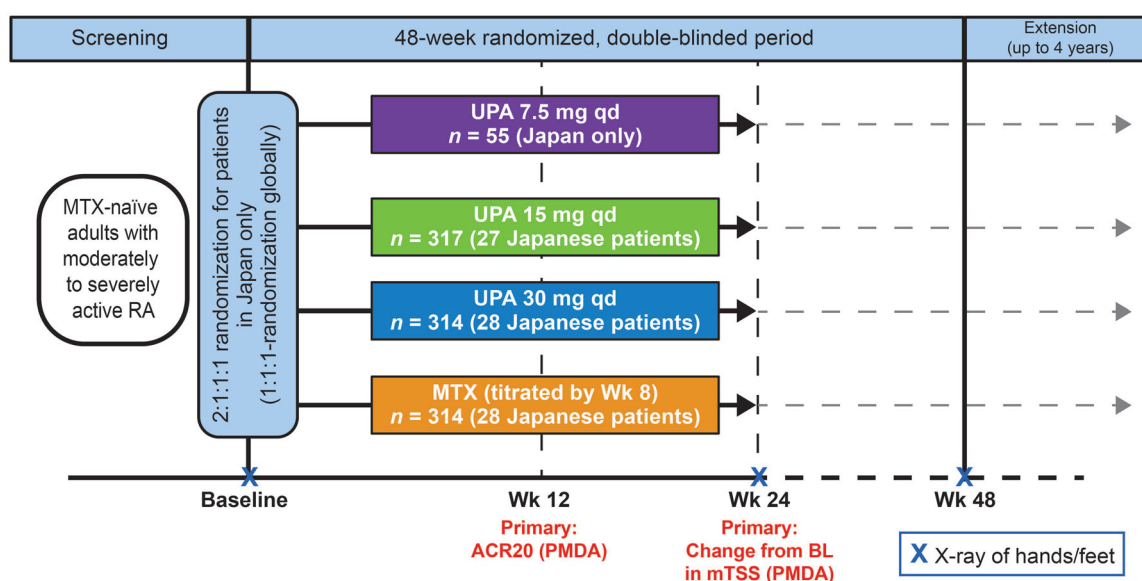 Screening
48-week randomized, double-blinded period
Extension
(up to 4 years)
MTX-naïve
adults with
moderately
to severely
active RA
2:1:1:1 randomization for patients
in Japan only
(1:1:1-randomization globally)
UPA 7.5 mg qd
n = 55 (Japan only)
UPA 15 mg qd
n = 317 (27 Japanese patients)
UPA 30 mg qd
n = 314 (28 Japanese patients)
MTX (titrated by Wk 8)
n = 314 (28 Japanese patients)
X
X
X
Baseline
Wk 12
Wk 24
Wk 48
Primary:
ACR20 (PMDA)
Primary:
Change from BL
in mTSS (PMDA)
X X-ray of hands/feet